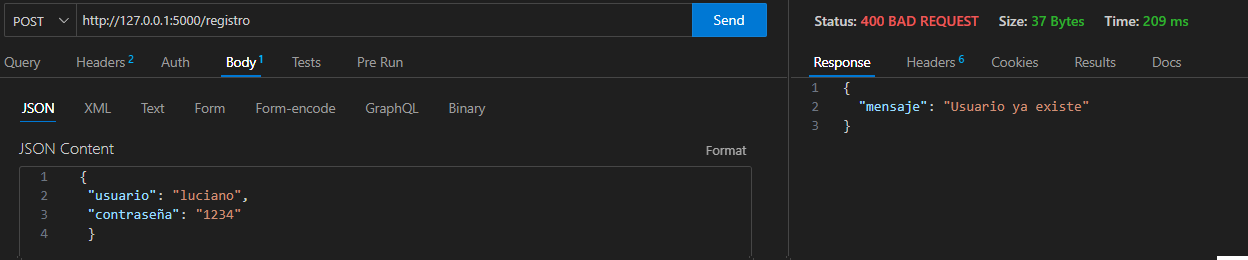 POST http://127.0.0.1:5000/registro Send
Query Headers 2 Auth Body 1 Tests Pre Run
JSON XML Text Form Form-encode GraphQL Binary
JSON Content Format
1 {
2 "usuario": "luciano",
3 "contraseña": "1234"
4 }
Status: 400 BAD REQUEST Size: 37 Bytes Time: 209 ms
Response Headers 6 Cookies Results Docs
1 {
2 "mensaje": "Usuario ya existe"
3 }